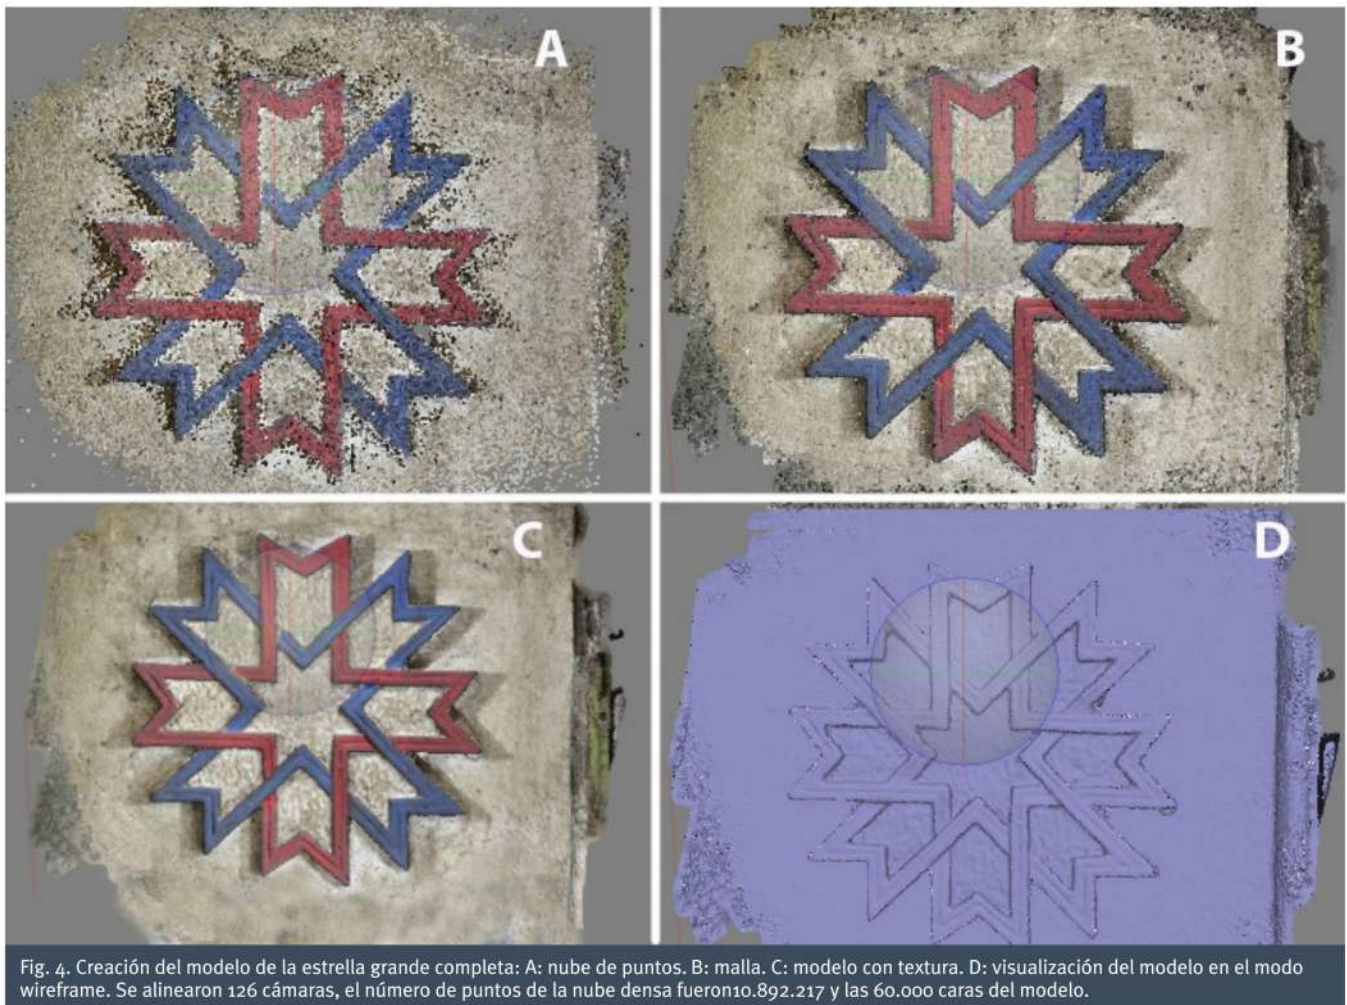 A
B
C
D
Fig. 4. Creación del modelo de la estrella grande completa: A: nube de puntos. B: malla. C: modelo con textura. D: visualización del modelo en el modo
wireframe. Se alinearon 126 cámaras, el número de puntos de la nube densa fueron10.892.217 y las 60.000 caras del modelo.